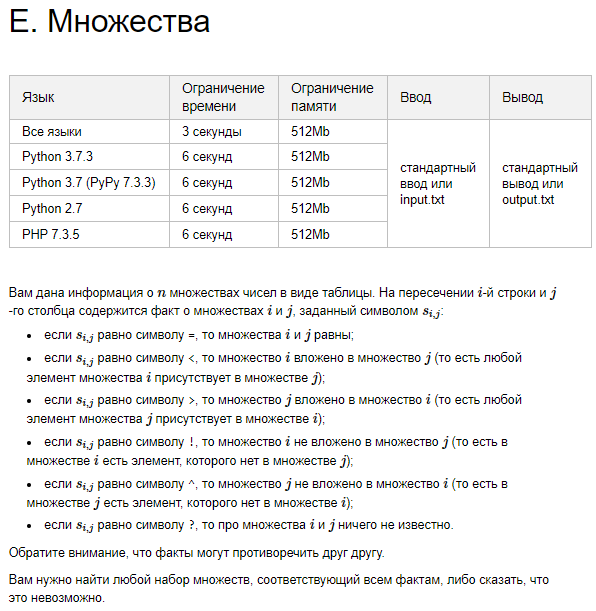 E. Множества
Язык
Ограничение
времени
Ограничение
памяти
Ввод
Вывод
Все языки
3 секунды
512Mb
Python 3.7.3
6 секунд
512Mb
Python 3.7 (PyPy 7.3.3)
6 секунд
512Mb
Python 2.7
6 секунд
512Mb
PHP 7.3.5
6 секунд
512Mb
стандартный
ввод или
input.txt
стандартный
вывод или
output.txt
Вам дана информация о n множествах чисел в виде таблицы. На пересечении i-й строки и j
-го столбца содержится факт о множествах i и j, заданный символом s_{i,j}:
• если s_{i,j} равно символу =, то множества i и j равны;
• если s_{i,j} равно символу <, то множество i вложено в множество j (то есть любой
элемент множества i присутствует в множестве j);
• если s_{i,j} равно символу >, то множество j вложено в множество i (то есть любой
элемент множества j присутствует в множестве i);
• если s_{i,j} равно символу !, то множество i не вложено в множество j (то есть в
множестве i есть элемент, которого нет в множестве j);
• если s_{i,j} равно символу ^, то множество j не вложено в множество i (то есть в
множестве j есть элемент, которого нет в множестве i);
• если s_{i,j} равно символу ?, то про множества i и j ничего не известно.
Обратите внимание, что факты могут противоречить друг другу.
Вам нужно найти любой набор множеств, соответствующий всем фактам, либо сказать, что
это невозможно.